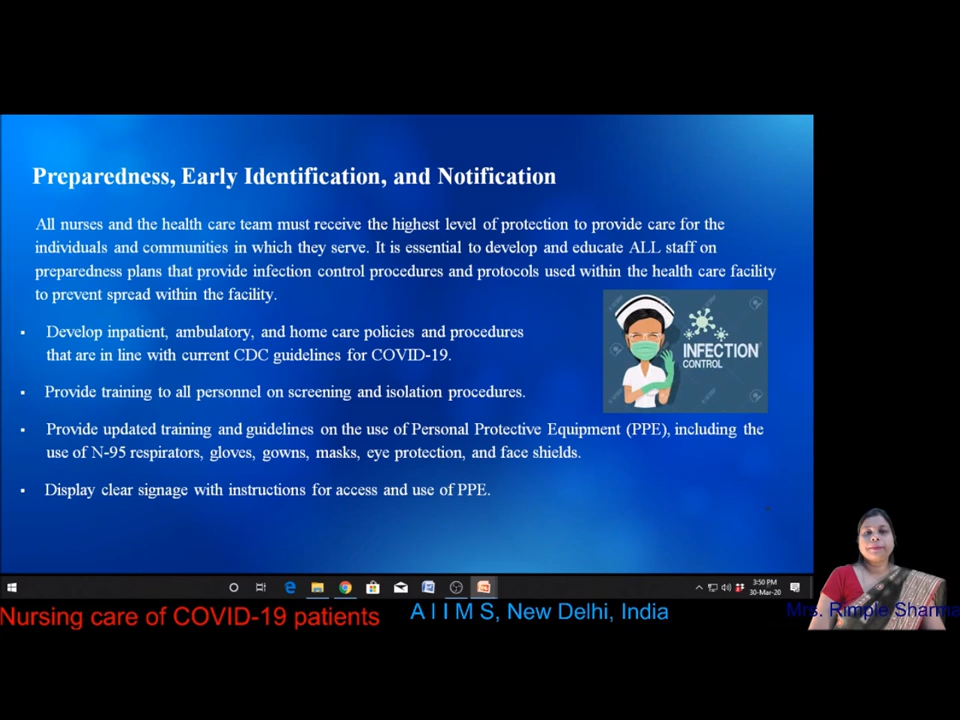 Preparedness, Early Identification, and Notification
All nurses and the health care team must receive the highest level of protection to provide care for the
individuals and communities in which they serve. It is essential to develop and educate ALL staff on
preparedness plans that provide infection control procedures and protocols used within the health care facility
to prevent spread within the facility.
▪ Develop inpatient, ambulatory, and home care policies and procedures
that are in line with current CDC guidelines for COVID-19.
INFECTION
CONTROL
▪ Provide training to all personnel on screening and isolation procedures.
▪ Provide updated training and guidelines on the use of Personal Protective Equipment (PPE), including the
use of N-95 respirators, gloves, gowns, masks, eye protection, and face shields.
▪ Display clear signage with instructions for access and use of PPE.
3:50 PM
30-Mar-20
Nursing care of COVID-19 patients
A I I M S, New Delhi, India
Mrs. Rimple Sharma